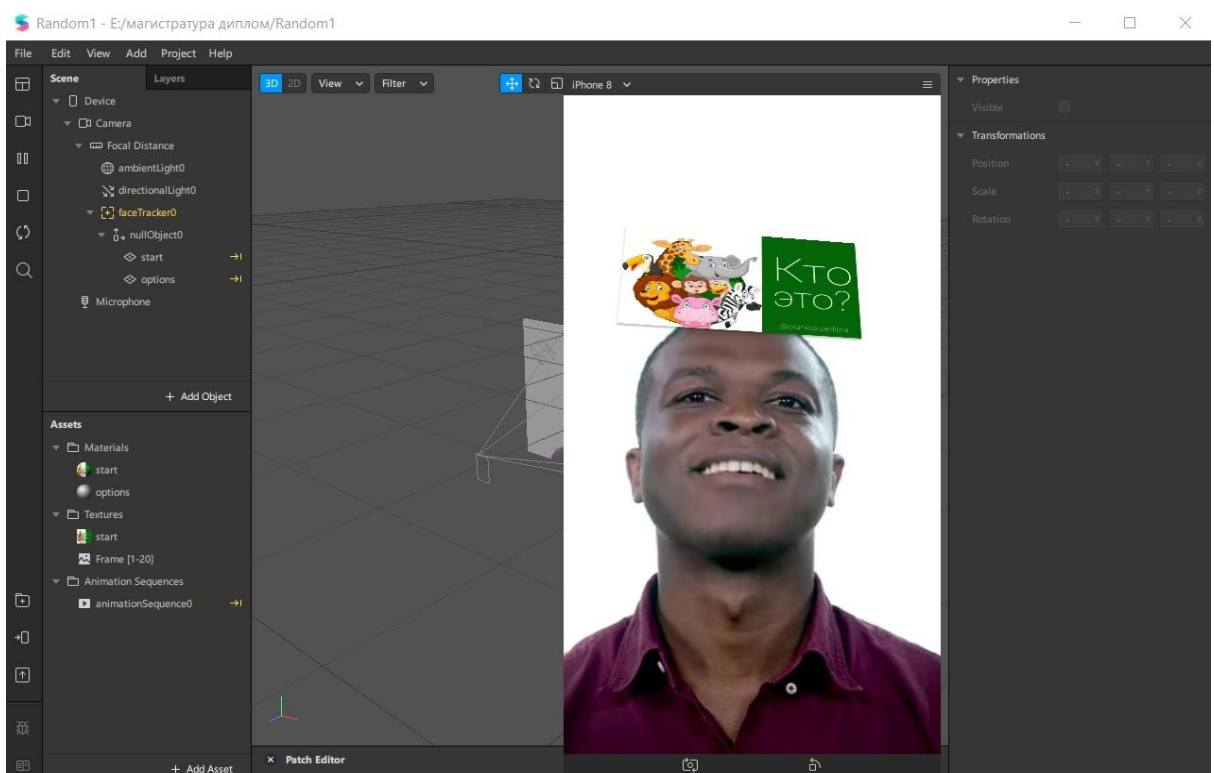 Random1 - E:/магистратура диплом/Random1
File Edit View Add Project Help
Scene Layers
Device
Camera
Focal Distance
ambientLight0
directionalLight0
faceTracker0
nullObject0
start
options
Microphone
+ Add Object
Assets
Materials
start
options
Textures
start
Frame [1-20]
Animation Sequences
animationSequence0
+ Add Asset
3D 2D View Filter
iPhone 8
Кто
это?
Patch Editor
Properties
Visible
Transformations
Position - X - Y - Z
Scale - X - Y - Z
Rotation - X - Y - Z